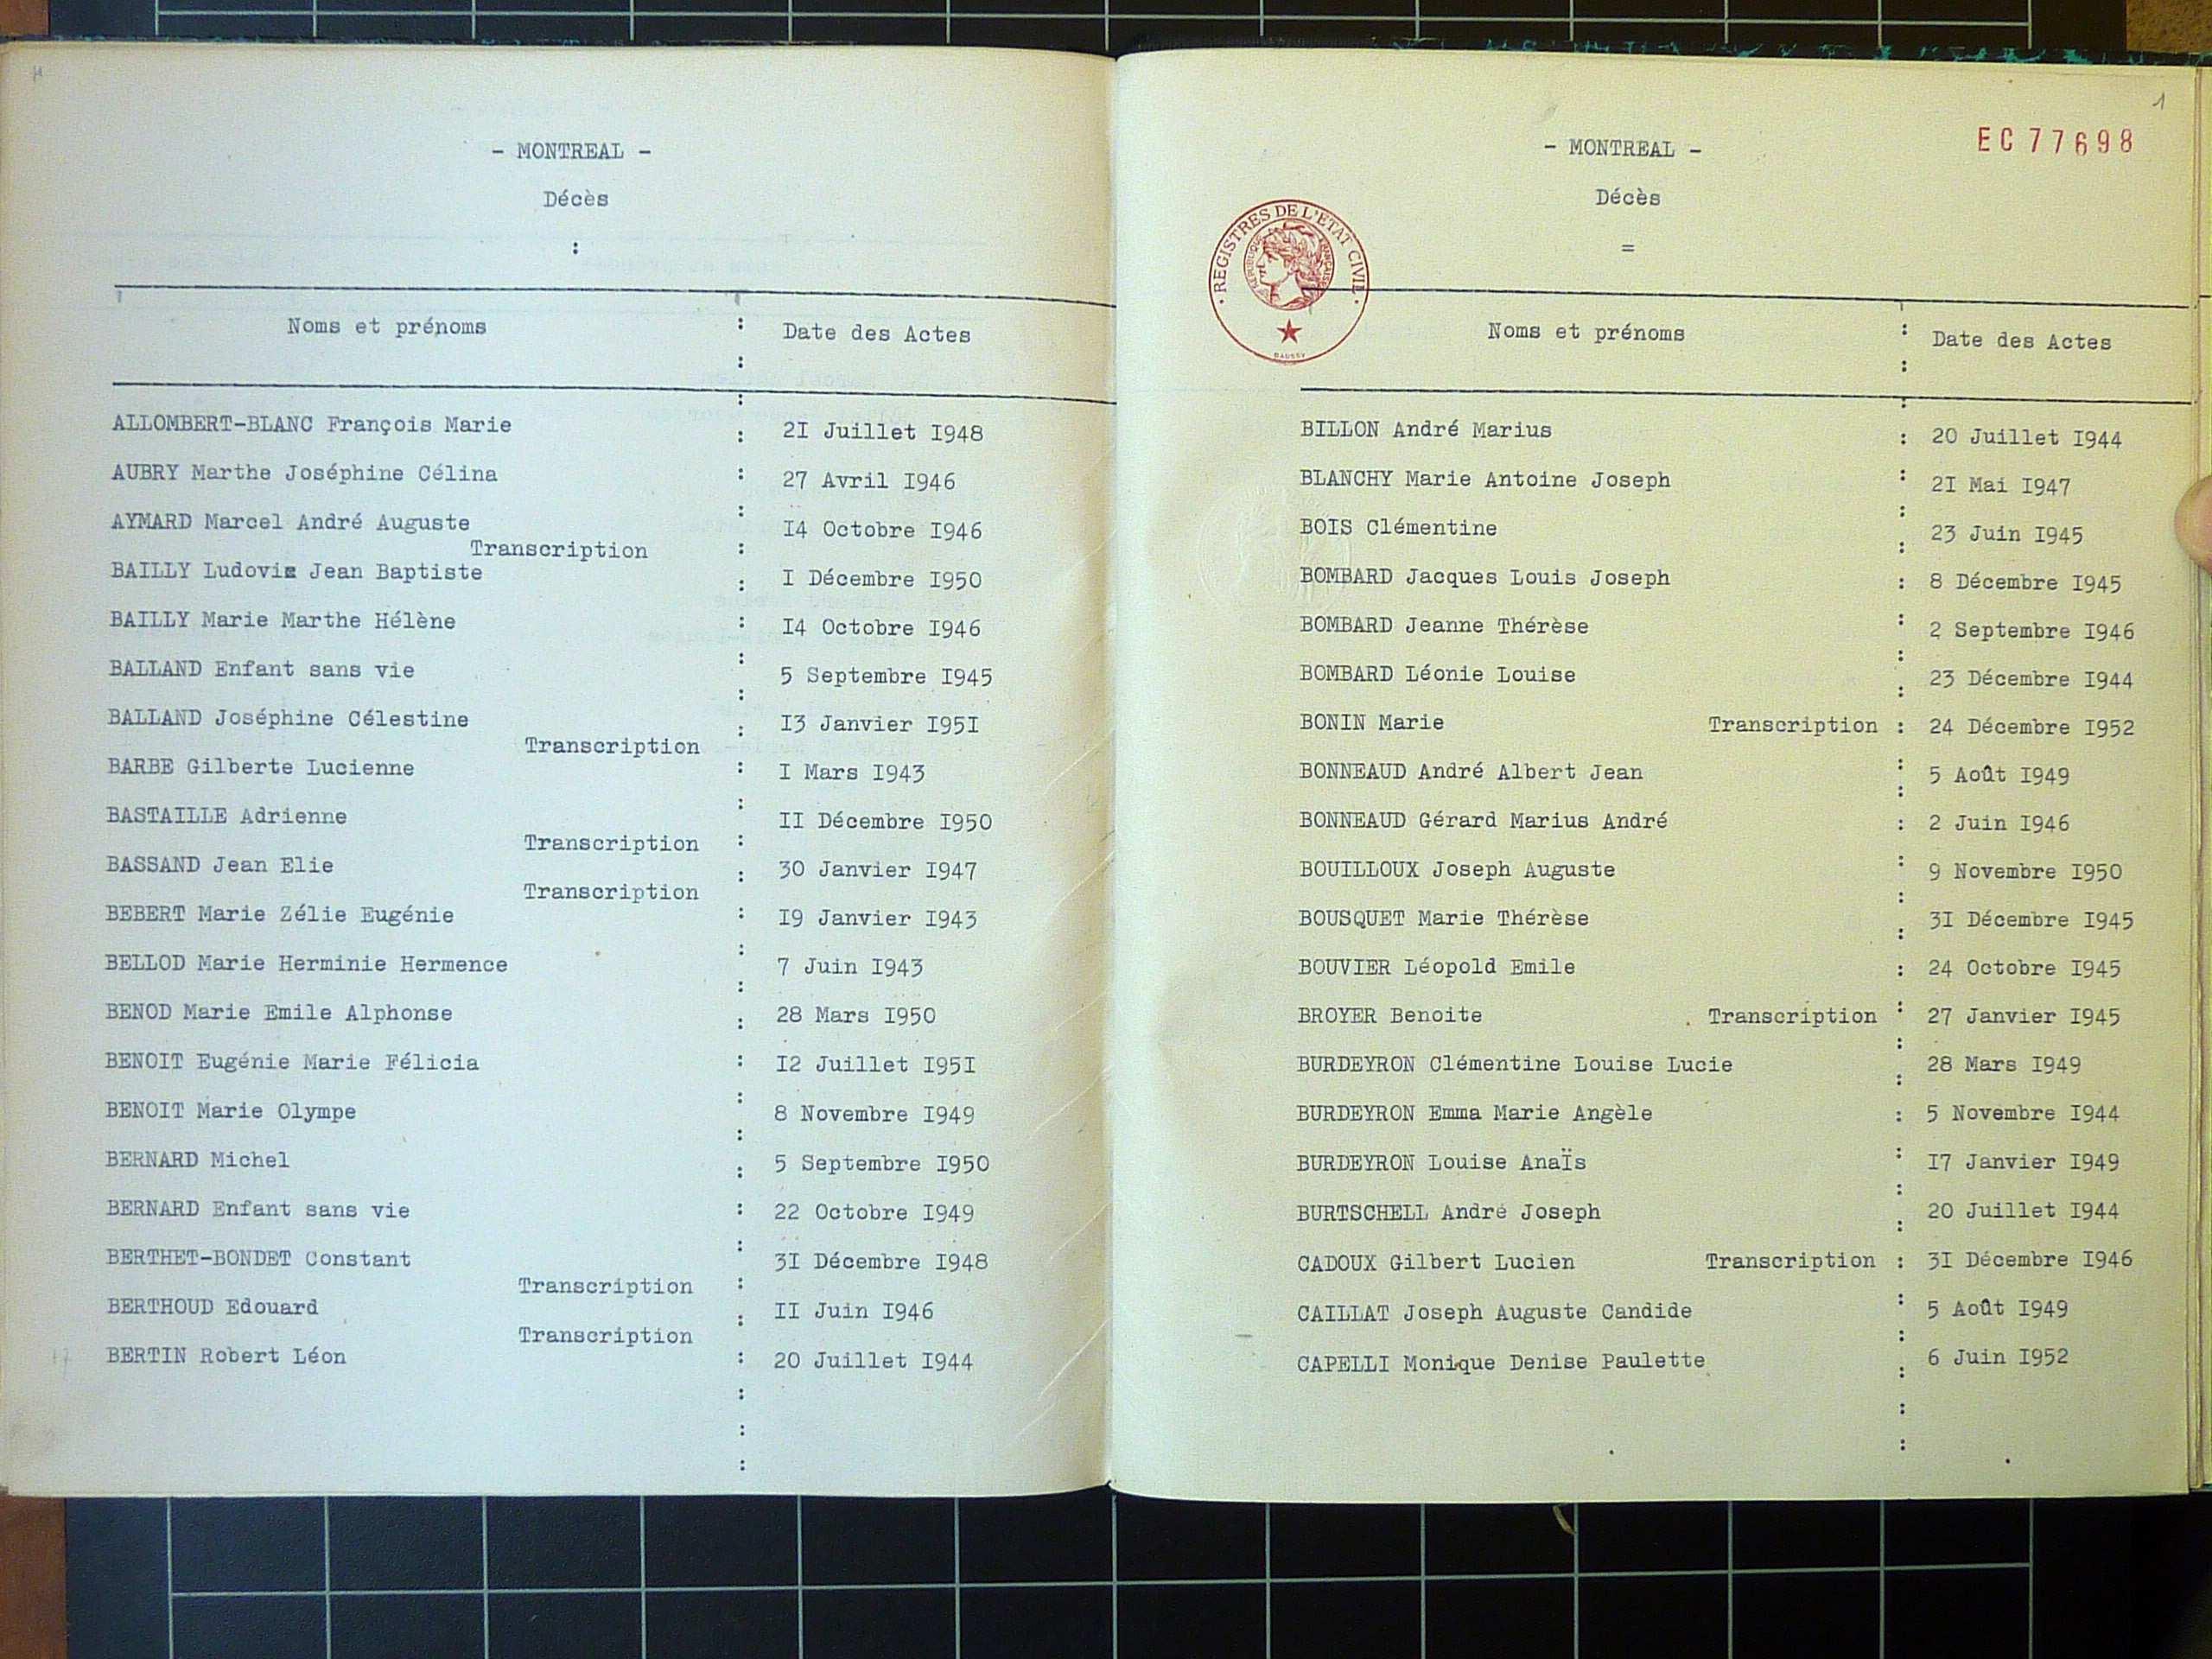 - MONTREAL -
Décès
:
Noms et prénoms : Date des Actes
ALLOMBERT-BLANC François Marie : 2I Juillet I948
AUBRY Marthe Joséphine Célina : 27 Avril I946
AYMARD Marcel André Auguste : I4 Octobre I946
Transcription
BAILLY Ludovic Jean Baptiste : I Décembre I950
BAILLY Marie Marthe Hélène : I4 Octobre I946
BALLAND Enfant sans vie : 5 Septembre I945
BALLAND Joséphine Célestine : I3 Janvier I95I
Transcription
BARBE Gilberte Lucienne : I Mars I943
BASTAILLE Adrienne : II Décembre I950
Transcription
BASSAND Jean Elie : 30 Janvier I947
Transcription
BEBERT Marie Zélie Eugénie : I9 Janvier I943
BELLOD Marie Herminie Hermence : 7 Juin I943
BENOD Marie Emile Alphonse : 28 Mars I950
BENOIT Eugénie Marie Félicia : I2 Juillet I95I
BENOIT Marie Olympe : 8 Novembre I949
BERNARD Michel : 5 Septembre I950
BERNARD Enfant sans vie : 22 Octobre I949
BERTHET-BONDET Constant : 3I Décembre I948
Transcription
BERTHOUD Edouard : II Juin I946
Transcription
BERTIN Robert Léon : 20 Juillet I944
1
EC 77698
- MONTREAL -
Décès
=
REGISTRES DE L'ETAT CIVIL
REPUBLIQUE FRANÇAISE
Noms et prénoms : Date des Actes
BILLON André Marius : 20 Juillet I944
BLANCHY Marie Antoine Joseph : 2I Mai I947
BOIS Clémentine : 23 Juin I945
BOMBARD Jacques Louis Joseph : 8 Décembre I945
BOMBARD Jeanne Thérèse : 2 Septembre I946
BOMBARD Léonie Louise : 23 Décembre I944
BONIN Marie Transcription : 24 Décembre I952
BONNEAUD André Albert Jean : 5 Août I949
BONNEAUD Gérard Marius André : 2 Juin I946
BOUILLOUX Joseph Auguste : 9 Novembre I950
BOUSQUET Marie Thérèse : 3I Décembre I945
BOUVIER Léopold Emile : 24 Octobre I945
BROYER Benoite Transcription : 27 Janvier I945
BURDEYRON Clémentine Louise Lucie : 28 Mars I949
BURDEYRON Emma Marie Angèle : 5 Novembre I944
BURDEYRON Louise AnaÏs : I7 Janvier I949
BURTSCHELL André Joseph : 20 Juillet I944
CADOUX Gilbert Lucien Transcription : 3I Décembre I946
CAILLAT Joseph Auguste Candide : 5 Août I949
CAPELLI Monique Denise Paulette : 6 Juin I952